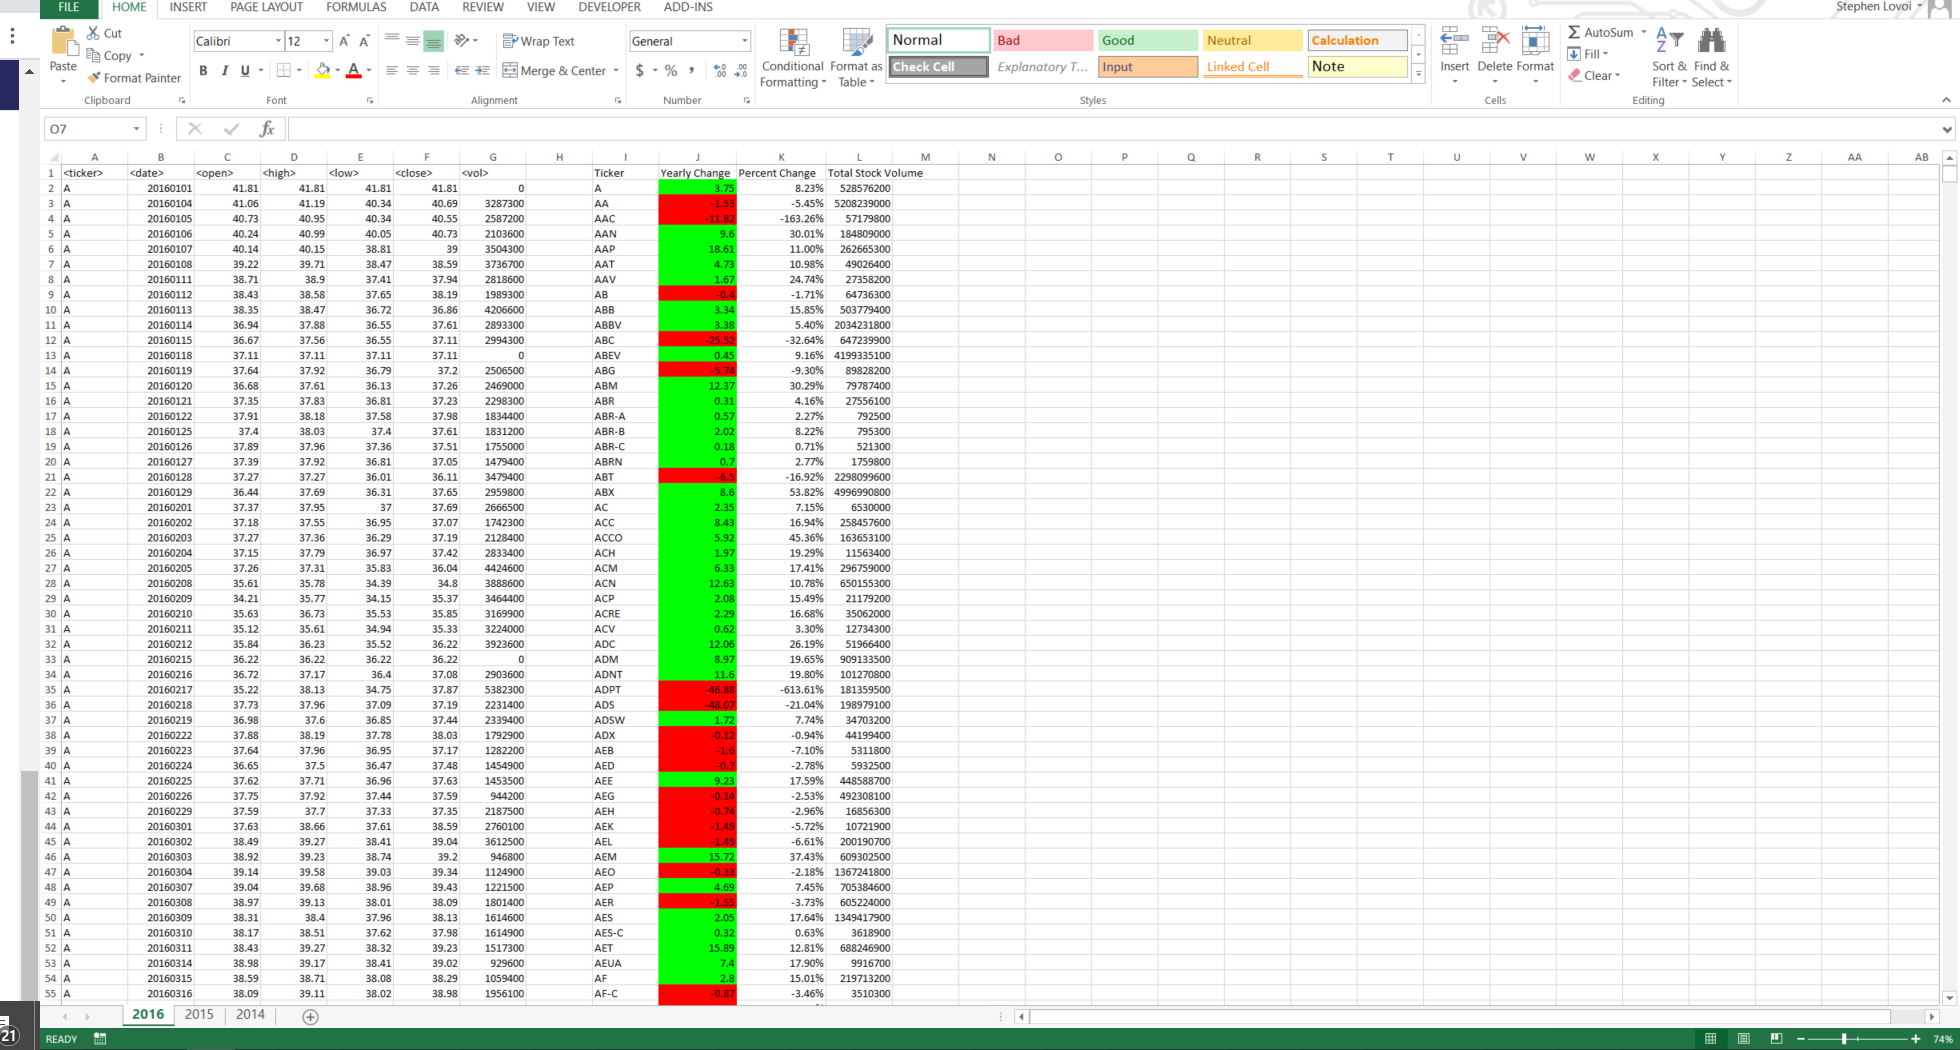 FILE HOME INSERT PAGE LAYOUT FORMULAS DATA REVIEW VIEW DEVELOPER ADD-INS Stephen Lovoi
Cut
Copy
Format Painter
Paste
Clipboard
Calibri 12
B I U
Font
Wrap Text
Merge & Center
Alignment
General
$ % ,
Number
Conditional Formatting
Format as Table
Normal Bad Good Neutral Calculation
Check Cell Explanatory T... Input Linked Cell Note
Styles
Insert Delete Format
Cells
AutoSum
Fill
Clear
Sort & Filter
Find & Select
Editing
O7 fx
A B C D E F G H I J K L M N O P Q R S T U V W X Y Z AA AB
1 <ticker> <date> <open> <high> <low> <close> <vol> Ticker Yearly Change Percent Change Total Stock Volume
2 A 20160101 41.81 41.81 41.81 41.81 0 A 3.75 8.23% 528576200
3 A 20160104 41.06 41.19 40.34 40.69 3287300 AA -1.53 -5.45% 5208239000
4 A 20160105 40.73 40.95 40.34 40.55 2587200 AAC -11.82 -163.26% 57179800
5 A 20160106 40.24 40.99 40.05 40.73 2103600 AAN 9.6 30.01% 184809000
6 A 20160107 40.14 40.15 38.81 39 3504300 AAP 18.61 11.00% 262665300
7 A 20160108 39.22 39.71 38.47 38.59 3736700 AAT 4.73 10.98% 49026400
8 A 20160111 38.71 38.9 37.41 37.94 2818600 AAV 1.67 24.74% 27358200
9 A 20160112 38.43 38.58 37.65 38.19 1989300 AB -0.4 -1.71% 64736300
10 A 20160113 38.35 38.47 36.72 36.86 4206600 ABB 3.34 15.85% 503779400
11 A 20160114 36.94 37.88 36.55 37.61 2893300 ABBV 3.38 5.40% 2034231800
12 A 20160115 36.67 37.56 36.55 37.11 2994300 ABC -25.52 -32.64% 647239900
13 A 20160118 37.11 37.11 37.11 37.11 0 ABEV 0.45 9.16% 4199335100
14 A 20160119 37.64 37.92 36.79 37.2 2506500 ABG -5.74 -9.30% 89828200
15 A 20160120 36.68 37.61 36.13 37.26 2469000 ABM 12.37 30.29% 79787400
16 A 20160121 37.35 37.83 36.81 37.23 2298300 ABR 0.31 4.16% 27556100
17 A 20160122 37.91 38.18 37.58 37.98 1834400 ABR-A 0.57 2.27% 792500
18 A 20160125 37.4 38.03 37.4 37.61 1831200 ABR-B 2.02 8.22% 795300
19 A 20160126 37.89 37.96 37.36 37.51 1755000 ABR-C 0.18 0.71% 521300
20 A 20160127 37.39 37.92 36.81 37.05 1479400 ABRN 0.7 2.77% 1759800
21 A 20160128 37.27 37.27 36.01 36.11 3479400 ABT -6.5 -16.92% 2298099600
22 A 20160129 36.44 37.69 36.31 37.65 2959800 ABX 8.6 53.82% 4996990800
23 A 20160201 37.37 37.95 37 37.69 2666500 AC 2.35 7.15% 6530000
24 A 20160202 37.18 37.55 36.95 37.07 1742300 ACC 8.43 16.94% 258457600
25 A 20160203 37.27 37.36 36.29 37.19 2128400 ACCO 5.92 45.36% 163653100
26 A 20160204 37.15 37.79 36.97 37.42 2833400 ACH 1.97 19.29% 11563400
27 A 20160205 37.26 37.31 35.83 36.04 4424600 ACM 6.33 17.41% 296759000
28 A 20160208 35.61 35.78 34.39 34.8 3888600 ACN 12.63 10.78% 650155300
29 A 20160209 34.21 35.77 34.15 35.37 3464400 ACP 2.08 15.49% 21179200
30 A 20160210 35.63 36.73 35.53 35.85 3169900 ACRE 2.29 16.68% 35062000
31 A 20160211 35.12 35.61 34.94 35.33 3224000 ACV 0.62 3.30% 12734300
32 A 20160212 35.84 36.23 35.52 36.22 3923600 ADC 12.06 26.19% 51966400
33 A 20160215 36.22 36.22 36.22 36.22 0 ADM 8.97 19.65% 909133500
34 A 20160216 36.72 37.17 36.4 37.08 2903600 ADNT 11.6 19.80% 101270800
35 A 20160217 35.22 38.13 34.75 37.87 5382300 ADPT -46.88 -613.61% 181359500
36 A 20160218 37.73 37.96 37.09 37.19 2231400 ADS -48.07 -21.04% 198979100
37 A 20160219 36.98 37.6 36.85 37.44 2339400 ADSW 1.72 7.74% 34703200
38 A 20160222 37.88 38.19 37.78 38.03 1792900 ADX -0.12 -0.94% 44199400
39 A 20160223 37.64 37.96 36.95 37.17 1282200 AEB -1.6 -7.10% 5311800
40 A 20160224 36.65 37.5 36.47 37.48 1454900 AED -0.7 -2.78% 5932500
41 A 20160225 37.62 37.71 36.96 37.63 1453500 AEE 9.23 17.59% 448588700
42 A 20160226 37.75 37.92 37.44 37.59 944200 AEG -0.14 -2.53% 492308100
43 A 20160229 37.59 37.7 37.33 37.35 2187500 AEH -0.74 -2.96% 16856300
44 A 20160301 37.63 38.66 37.61 38.59 2760100 AEK -1.49 -5.72% 10721900
45 A 20160302 38.49 39.27 38.41 39.04 3612500 AEL -1.49 -6.61% 200190700
46 A 20160303 38.92 39.23 38.74 39.2 946800 AEM 15.72 37.43% 609302500
47 A 20160304 39.14 39.58 39.03 39.34 1124900 AEO -0.33 -2.18% 1367241800
48 A 20160307 39.04 39.68 38.96 39.43 1221500 AEP 4.69 7.45% 705384600
49 A 20160308 38.97 39.13 38.01 38.09 1801400 AER -1.55 -3.73% 605224000
50 A 20160309 38.31 38.4 37.96 38.13 1614600 AES 2.05 17.64% 1349417900
51 A 20160310 38.17 38.51 37.62 37.98 1614900 AES-C 0.32 0.63% 3618900
52 A 20160311 38.43 39.27 38.32 39.23 1517300 AET 15.89 12.81% 688246900
53 A 20160314 38.98 39.17 38.41 39.02 929600 AEUA 7.4 17.90% 9916700
54 A 20160315 38.59 38.71 38.08 38.29 1059400 AF 2.8 15.01% 219713200
55 A 20160316 38.09 39.11 38.02 38.98 1956100 AF-C -0.87 -3.46% 3510300
2016 2015 2014
21
READY 74%